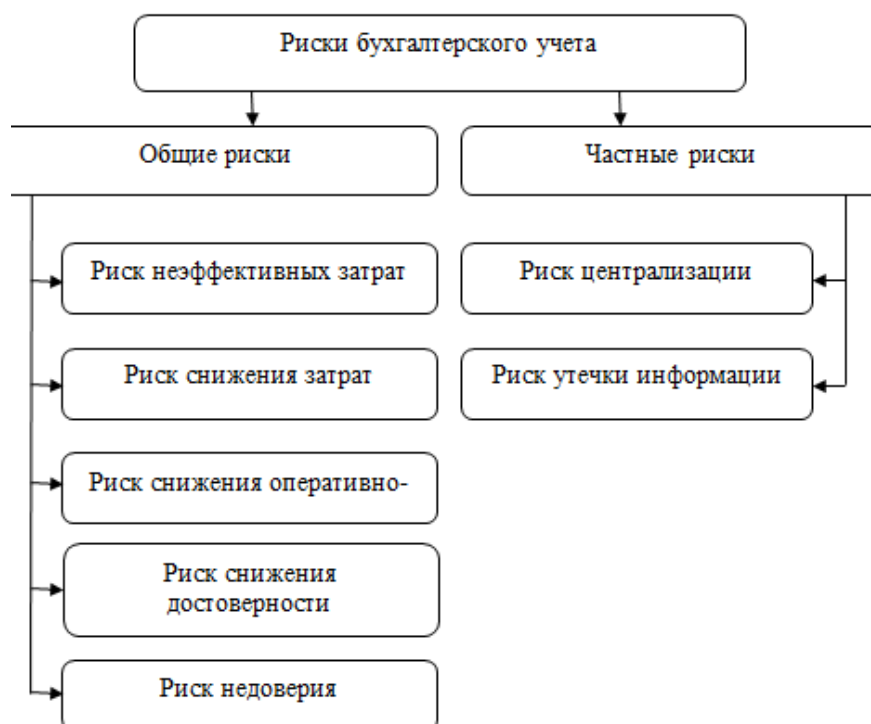 Риски бухгалтерского учета
Общие риски
Частные риски
Риск неэффективных затрат
Риск централизации
Риск снижения затрат
Риск утечки информации
Риск снижения оперативно-
Риск снижения
достоверности
Риск недоверия